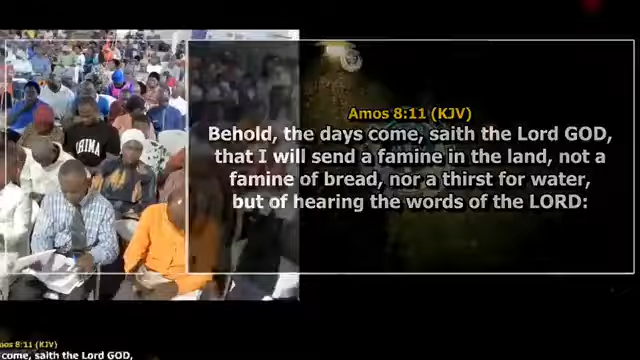 Amos 8:11 (KJV)
Behold, the days come, saith the Lord GOD,
that I will send a famine in the land, not a
famine of bread, nor a thirst for water,
but of hearing the words of the LORD:
CHINA
mos 8:11 (KJV)
come, saith the Lord GOD,